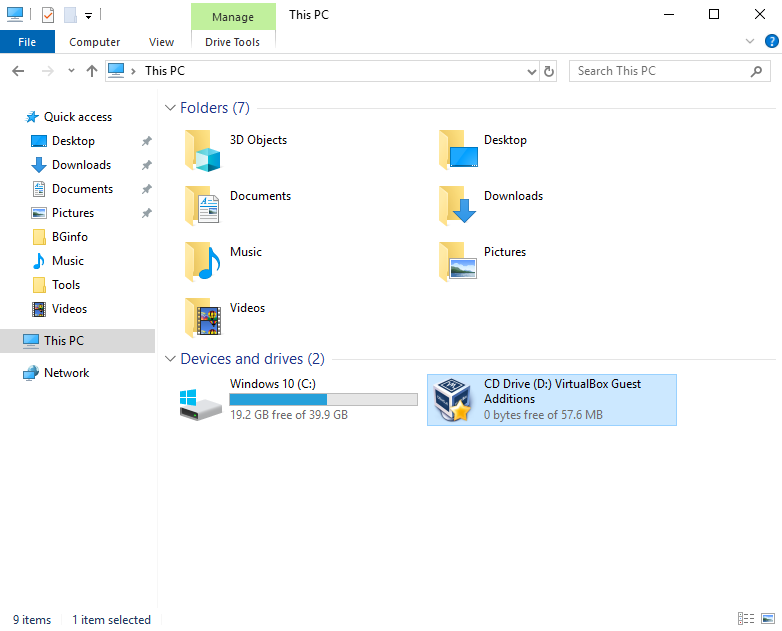 Manage
This PC
File
Computer
View
Drive Tools
This PC
Search This PC
Quick access
Desktop
Downloads
Documents
Pictures
BGinfo
Music
Tools
Videos
This PC
Network
Folders (7)
3D Objects
Desktop
Documents
Downloads
Music
Pictures
Videos
Devices and drives (2)
Windows 10 (C:)
19.2 GB free of 39.9 GB
CD Drive (D:) VirtualBox Guest
Additions
0 bytes free of 57.6 MB
9 items
1 item selected